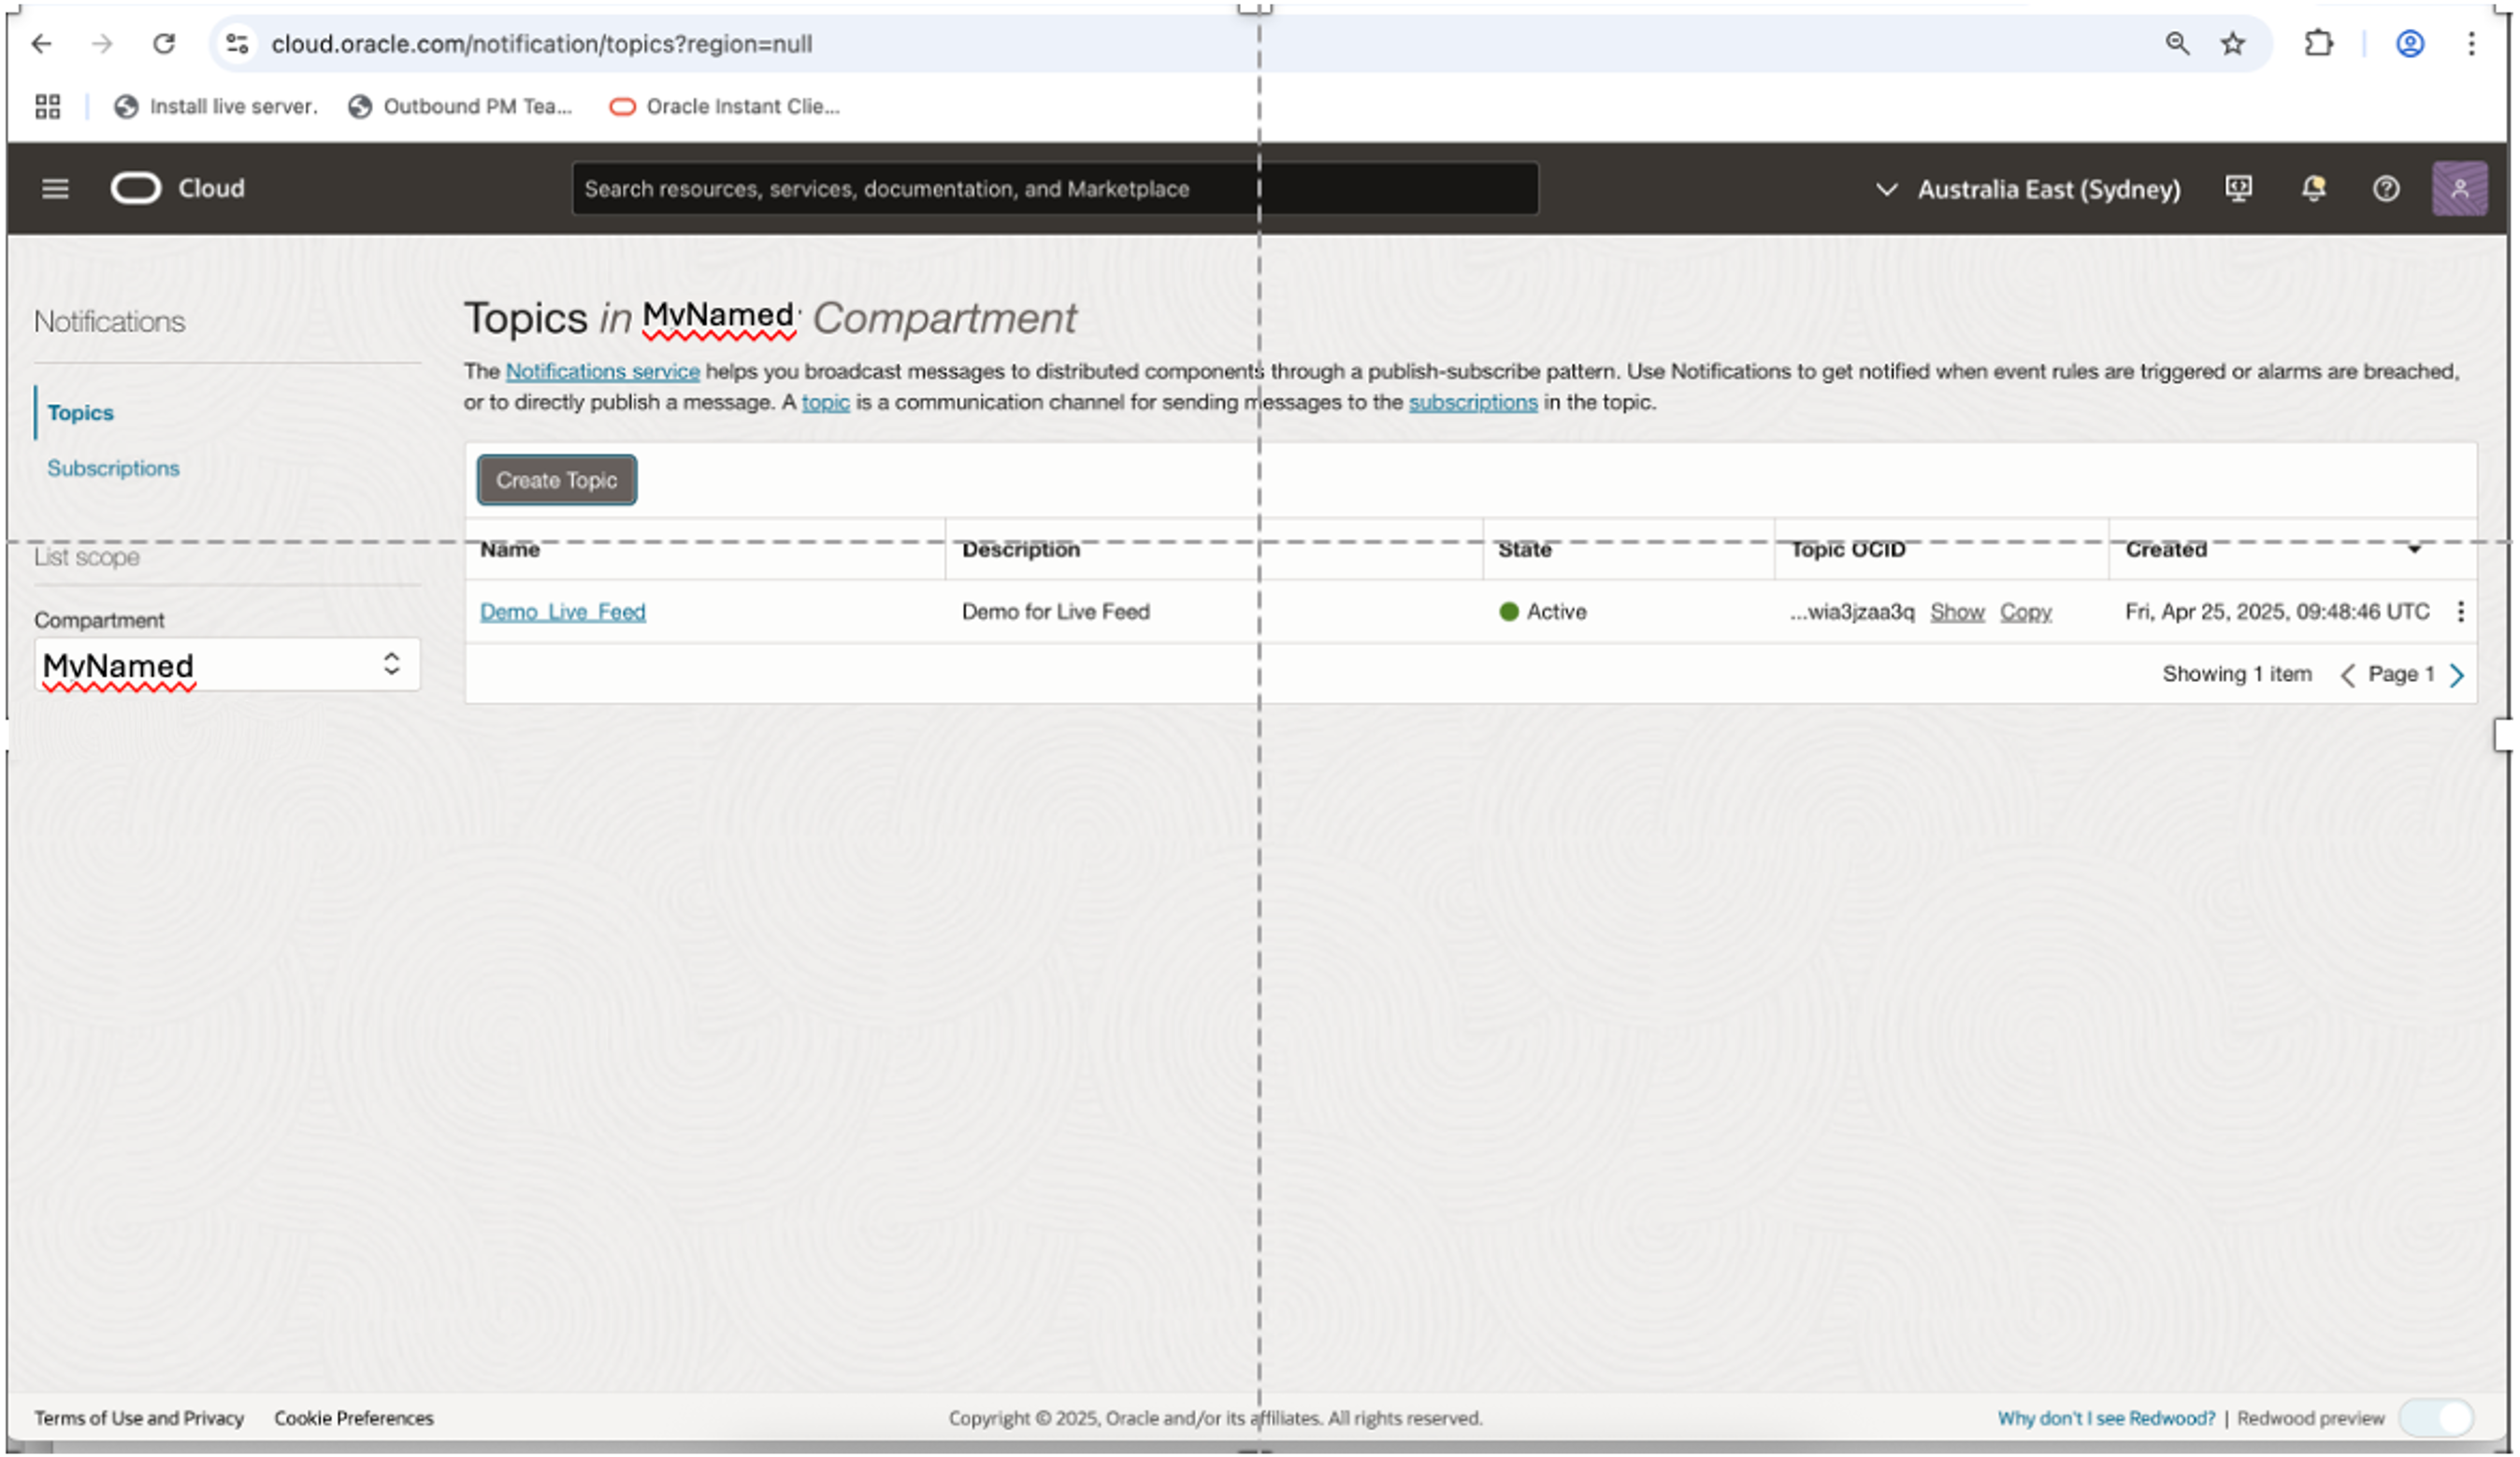 cloud.oracle.com/notification/topics?region=null
Install live server. Outbound PM Tea... Oracle Instant Clie...
Cloud Search resources, services, documentation, and Marketplace Australia East (Sydney)
Notifications
Topics
Subscriptions
List scope
Compartment
MyNamed
Topics in MyNamed Compartment
The Notifications service helps you broadcast messages to distributed components through a publish-subscribe pattern. Use Notifications to get notified when event rules are triggered or alarms are breached,
or to directly publish a message. A topic is a communication channel for sending messages to the subscriptions in the topic.
Create Topic
Name Description State Topic OCID Created
Demo_Live_Feed Demo for Live Feed Active ...wia3jzaa3q Show Copy Fri, Apr 25, 2025, 09:48:46 UTC
Showing 1 item Page 1
Terms of Use and Privacy Cookie Preferences Copyright © 2025, Oracle and/or its affiliates. All rights reserved. Why don't I see Redwood? | Redwood preview